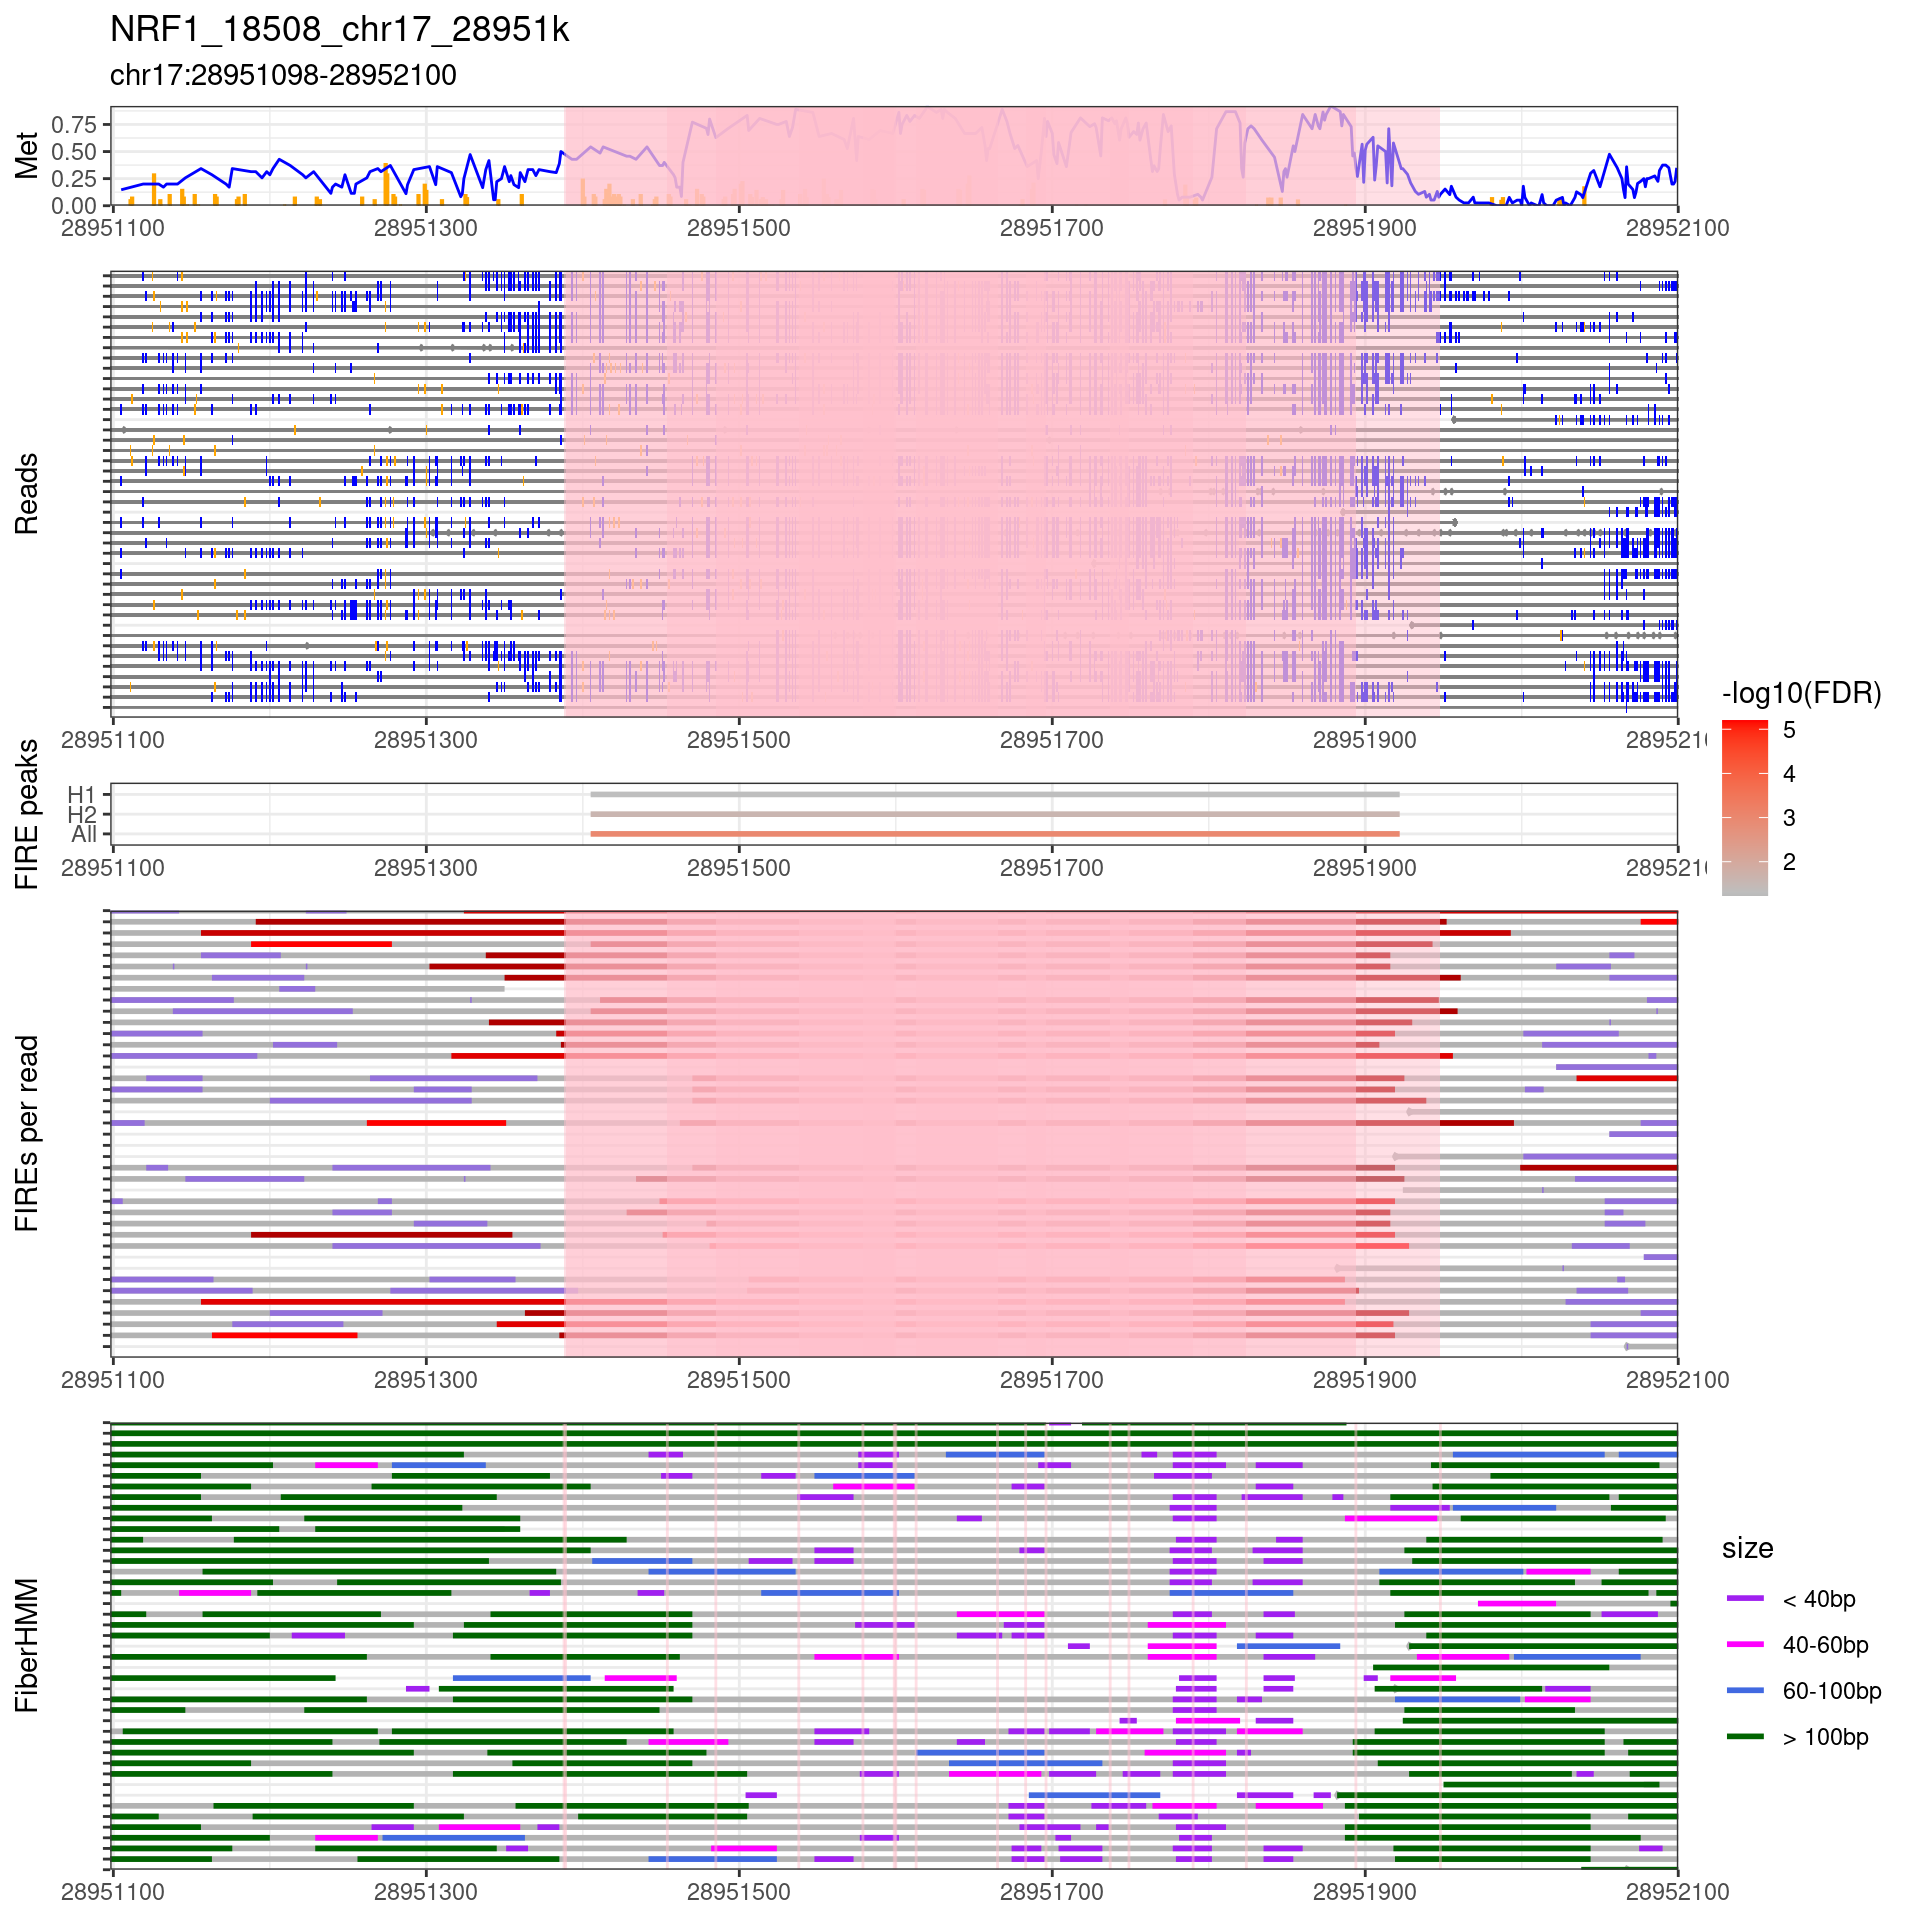 NRF1_18508_chr17_28951k
chr17:28951098-28952100
Met
0.75
0.50
0.25
0.00
28951100 28951300 28951500 28951700 28951900 28952100
Reads
28951100 28951300 28951500 28951700 28951900 2895210
FIRE peaks
H1
H2
All
28951100 28951300 28951500 28951700 28951900 2895210
-log10(FDR)
5
4
3
2
FIREs per read
28951100 28951300 28951500 28951700 28951900 28952100
FiberHMM
28951100 28951300 28951500 28951700 28951900 28952100
size
< 40bp
40-60bp
60-100bp
> 100bp